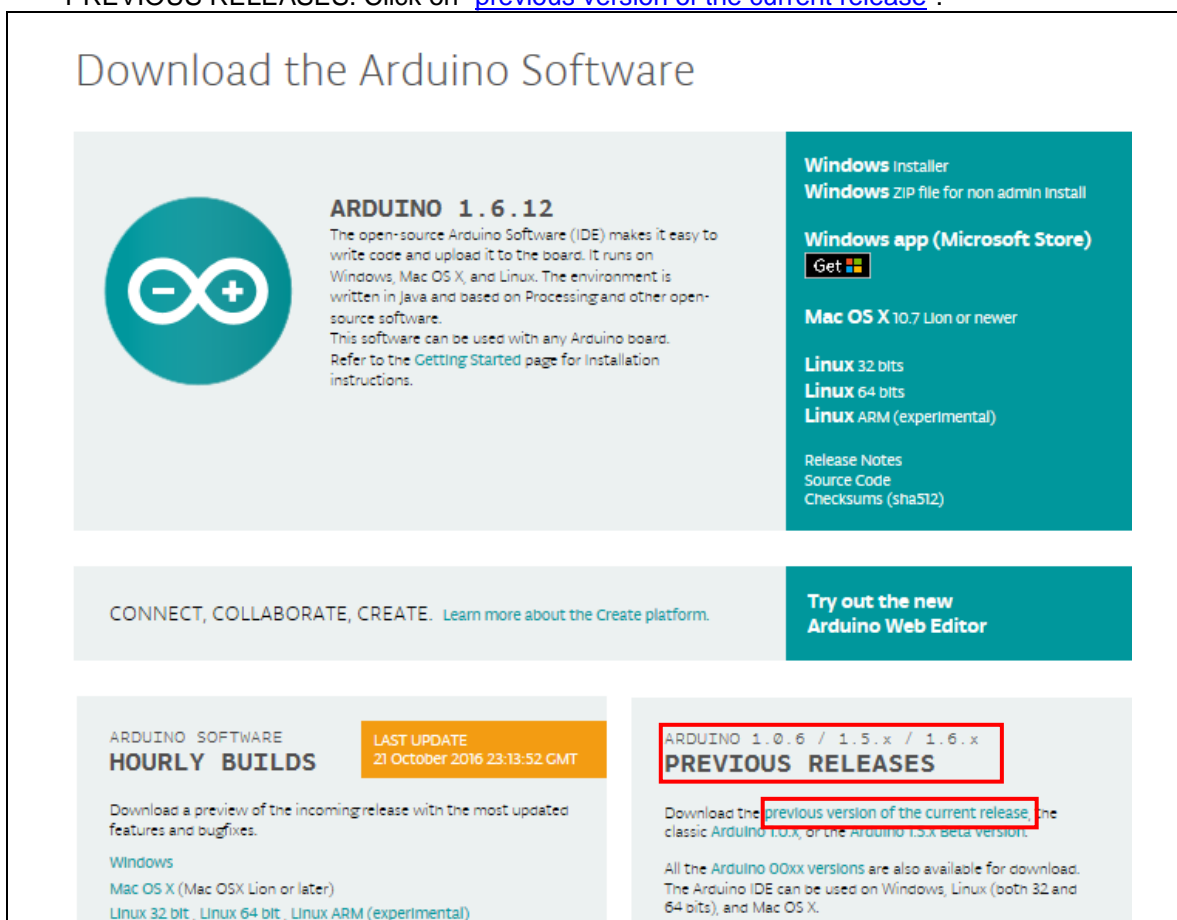 PREVIOUS RELEASES. Click on "previous version of the current release".
Download the Arduino Software
ARDUINO 1.6.12
The open-source Arduino Software (IDE) makes it easy to
write code and upload it to the board. It runs on
Windows, Mac OS X, and Linux. The environment is
written in Java and based on Processing and other open-
source software.
This software can be used with any Arduino board.
Refer to the Getting Started page for Installation
instructions.
Windows Installer
Windows ZIP file for non admin install
Windows app (Microsoft Store)
Get
Mac OS X 10.7 Lion or newer
Linux 32 bits
Linux 64 bits
Linux ARM (experimental)
Release Notes
Source Code
Checksums (sha512)
CONNECT, COLLABORATE, CREATE. Learn more about the Create platform.
Try out the new
Arduino Web Editor
ARDUINO SOFTWARE
HOURLY BUILDS
LAST UPDATE
21 October 2016 23:13:52 GMT
Download a preview of the incoming release with the most updated
features and bugfixes.
Windows
Mac OS X (Mac OSX Lion or later)
Linux 32 bit , Linux 64 bit , Linux ARM (experimental)
ARDUINO 1.0.6 / 1.5.x / 1.6.x
PREVIOUS RELEASES
Download the previous version of the current release, the
classic Arduino 1.0.x, or the Arduino 1.5.x Beta version.
All the Arduino 00xx versions are also available for download.
The Arduino IDE can be used on Windows, Linux (both 32 and
64 bits), and Mac OS X.